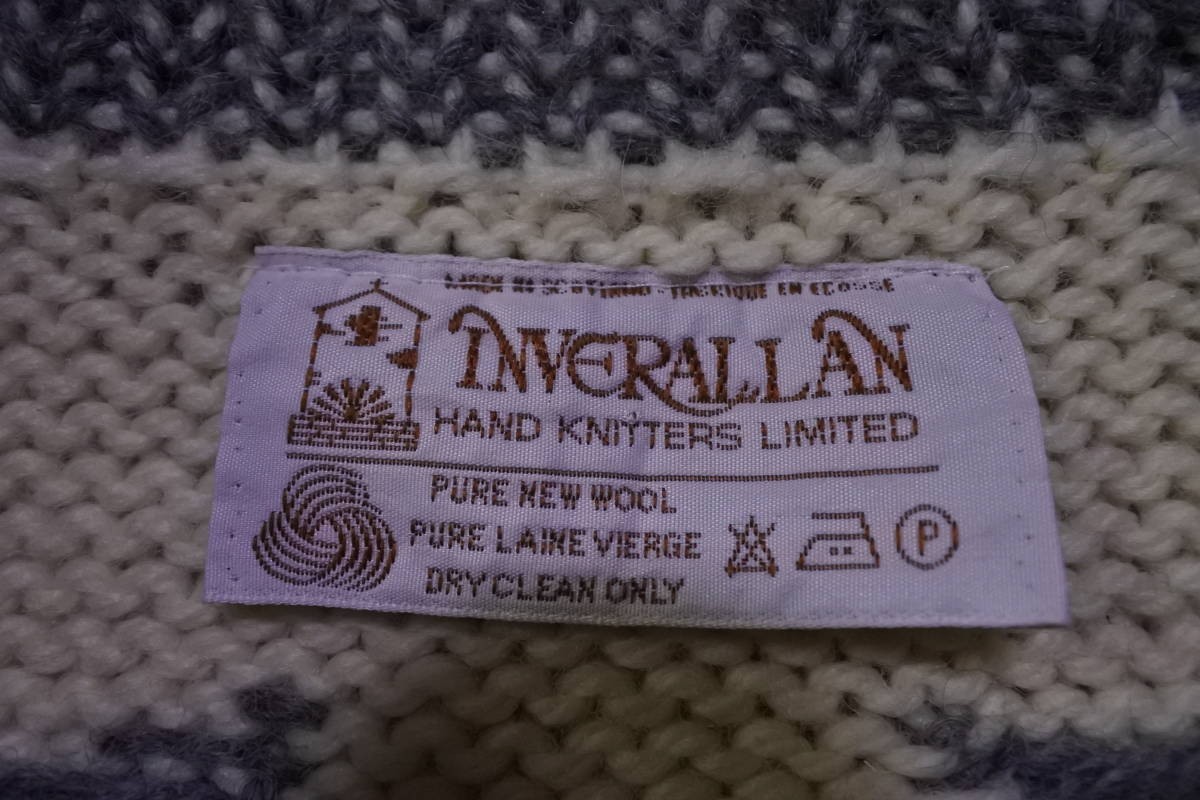 MADE IN SCOTLAND · FABRIQUE EN ECOSSE
INVERALLAN
HAND KNITTERS LIMITED
PURE NEW WOOL
PURE LAINE VIERGE
DRY CLEAN ONLY
P